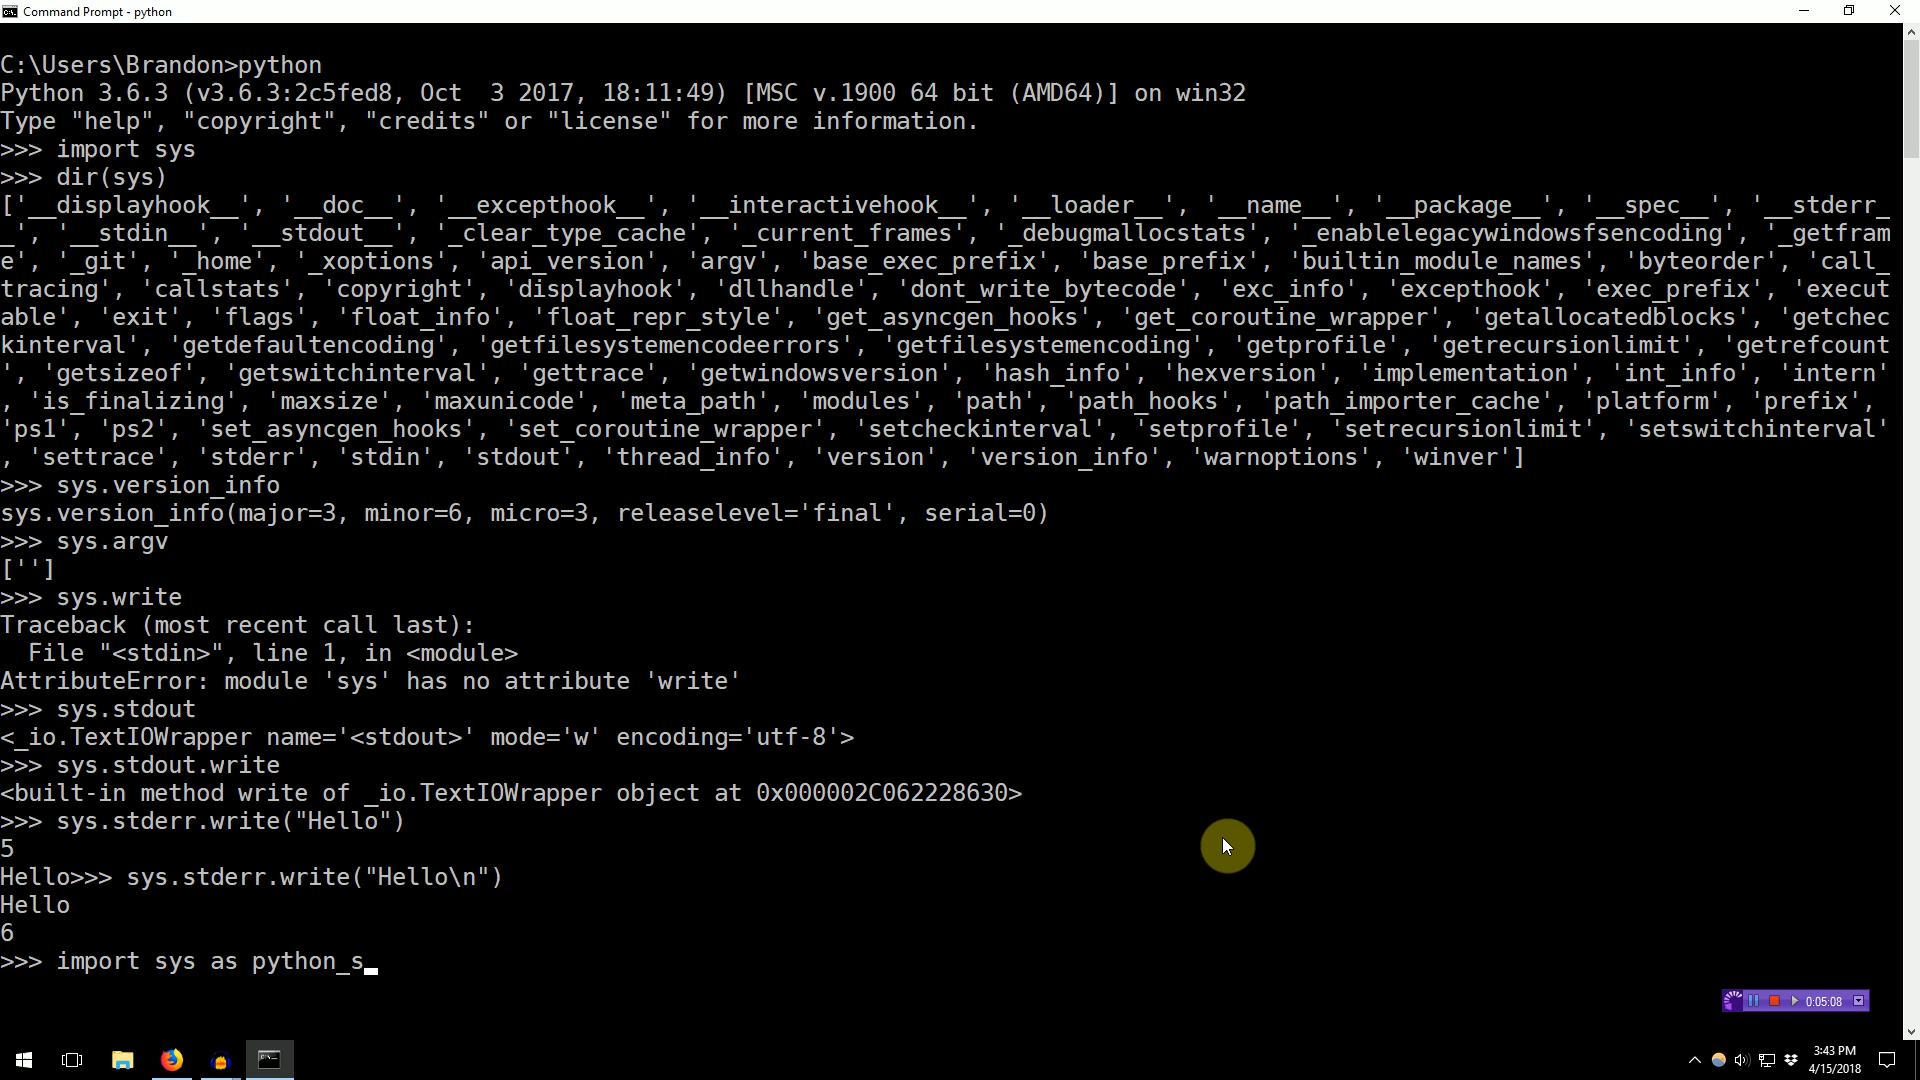 Command Prompt - python
C:\Users\Brandon>python
Python 3.6.3 (v3.6.3:2c5fed8, Oct  3 2017, 18:11:49) [MSC v.1900 64 bit (AMD64)] on win32
Type "help", "copyright", "credits" or "license" for more information.
>>> import sys
>>> dir(sys)
['__displayhook__', '__doc__', '__excepthook__', '__interactivehook__', '__loader__', '__name__', '__package__', '__spec__', '__stderr_
_', '__stdin__', '__stdout__', '_clear_type_cache', '_current_frames', '_debugmallocstats', '_enablelegacywindowsfsencoding', '_getfram
e', '_git', '_home', '_xoptions', 'api_version', 'argv', 'base_exec_prefix', 'base_prefix', 'builtin_module_names', 'byteorder', 'call_
tracing', 'callstats', 'copyright', 'displayhook', 'dllhandle', 'dont_write_bytecode', 'exc_info', 'excepthook', 'exec_prefix', 'execut
able', 'exit', 'flags', 'float_info', 'float_repr_style', 'get_asyncgen_hooks', 'get_coroutine_wrapper', 'getallocatedblocks', 'getchec
kinterval', 'getdefaultencoding', 'getfilesystemencodeerrors', 'getfilesystemencoding', 'getprofile', 'getrecursionlimit', 'getrefcount
', 'getsizeof', 'getswitchinterval', 'gettrace', 'getwindowsversion', 'hash_info', 'hexversion', 'implementation', 'int_info', 'intern'
, 'is_finalizing', 'maxsize', 'maxunicode', 'meta_path', 'modules', 'path', 'path_hooks', 'path_importer_cache', 'platform', 'prefix',
'ps1', 'ps2', 'set_asyncgen_hooks', 'set_coroutine_wrapper', 'setcheckinterval', 'setprofile', 'setrecursionlimit', 'setswitchinterval'
, 'settrace', 'stderr', 'stdin', 'stdout', 'thread_info', 'version', 'version_info', 'warnoptions', 'winver']
>>> sys.version_info
sys.version_info(major=3, minor=6, micro=3, releaselevel='final', serial=0)
>>> sys.argv
['']
>>> sys.write
Traceback (most recent call last):
  File "<stdin>", line 1, in <module>
AttributeError: module 'sys' has no attribute 'write'
>>> sys.stdout
<_io.TextIOWrapper name='<stdout>' mode='w' encoding='utf-8'>
>>> sys.stdout.write
<built-in method write of _io.TextIOWrapper object at 0x000002C062228630>
>>> sys.stderr.write("Hello")
5
Hello>>> sys.stderr.write("Hello\n")
Hello
6
>>> import sys as python_s_
0:05:08
3:43 PM
4/15/2018